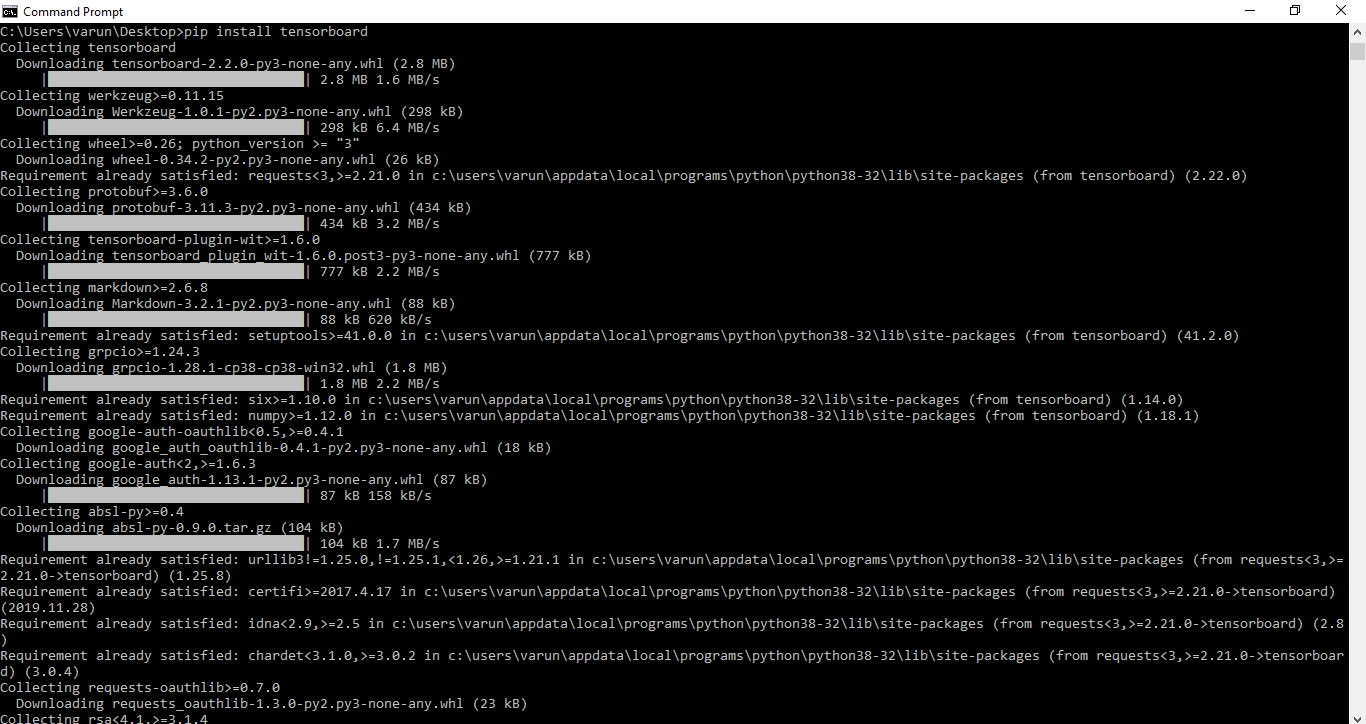 Command Prompt
C:\Users\varun\Desktop>pip install tensorboard
Collecting tensorboard
  Downloading tensorboard-2.2.0-py3-none-any.whl (2.8 MB)
     |████████████████████████████████| 2.8 MB 1.6 MB/s
Collecting werkzeug>=0.11.15
  Downloading Werkzeug-1.0.1-py2.py3-none-any.whl (298 kB)
     |████████████████████████████████| 298 kB 6.4 MB/s
Collecting wheel>=0.26; python_version >= "3"
  Downloading wheel-0.34.2-py2.py3-none-any.whl (26 kB)
Requirement already satisfied: requests<3,>=2.21.0 in c:\users\varun\appdata\local\programs\python\python38-32\lib\site-packages (from tensorboard) (2.22.0)
Collecting protobuf>=3.6.0
  Downloading protobuf-3.11.3-py2.py3-none-any.whl (434 kB)
     |████████████████████████████████| 434 kB 3.2 MB/s
Collecting tensorboard-plugin-wit>=1.6.0
  Downloading tensorboard_plugin_wit-1.6.0.post3-py3-none-any.whl (777 kB)
     |████████████████████████████████| 777 kB 2.2 MB/s
Collecting markdown>=2.6.8
  Downloading Markdown-3.2.1-py2.py3-none-any.whl (88 kB)
     |████████████████████████████████| 88 kB 620 kB/s
Requirement already satisfied: setuptools>=41.0.0 in c:\users\varun\appdata\local\programs\python\python38-32\lib\site-packages (from tensorboard) (41.2.0)
Collecting grpcio>=1.24.3
  Downloading grpcio-1.28.1-cp38-cp38-win32.whl (1.8 MB)
     |████████████████████████████████| 1.8 MB 2.2 MB/s
Requirement already satisfied: six>=1.10.0 in c:\users\varun\appdata\local\programs\python\python38-32\lib\site-packages (from tensorboard) (1.14.0)
Requirement already satisfied: numpy>=1.12.0 in c:\users\varun\appdata\local\programs\python\python38-32\lib\site-packages (from tensorboard) (1.18.1)
Collecting google-auth-oauthlib<0.5,>=0.4.1
  Downloading google_auth_oauthlib-0.4.1-py2.py3-none-any.whl (18 kB)
Collecting google-auth<2,>=1.6.3
  Downloading google_auth-1.13.1-py2.py3-none-any.whl (87 kB)
     |████████████████████████████████| 87 kB 158 kB/s
Collecting absl-py>=0.4
  Downloading absl-py-0.9.0.tar.gz (104 kB)
     |████████████████████████████████| 104 kB 1.7 MB/s
Requirement already satisfied: urllib3!=1.25.0,!=1.25.1,<1.26,>=1.21.1 in c:\users\varun\appdata\local\programs\python\python38-32\lib\site-packages (from requests<3,>=
2.21.0->tensorboard) (1.25.8)
Requirement already satisfied: certifi>=2017.4.17 in c:\users\varun\appdata\local\programs\python\python38-32\lib\site-packages (from requests<3,>=2.21.0->tensorboard)
(2019.11.28)
Requirement already satisfied: idna<2.9,>=2.5 in c:\users\varun\appdata\local\programs\python\python38-32\lib\site-packages (from requests<3,>=2.21.0->tensorboard) (2.8
)
Requirement already satisfied: chardet<3.1.0,>=3.0.2 in c:\users\varun\appdata\local\programs\python\python38-32\lib\site-packages (from requests<3,>=2.21.0->tensorboar
d) (3.0.4)
Collecting requests-oauthlib>=0.7.0
  Downloading requests_oauthlib-1.3.0-py2.py3-none-any.whl (23 kB)
Collecting rsa<4.1,>=3.1.4